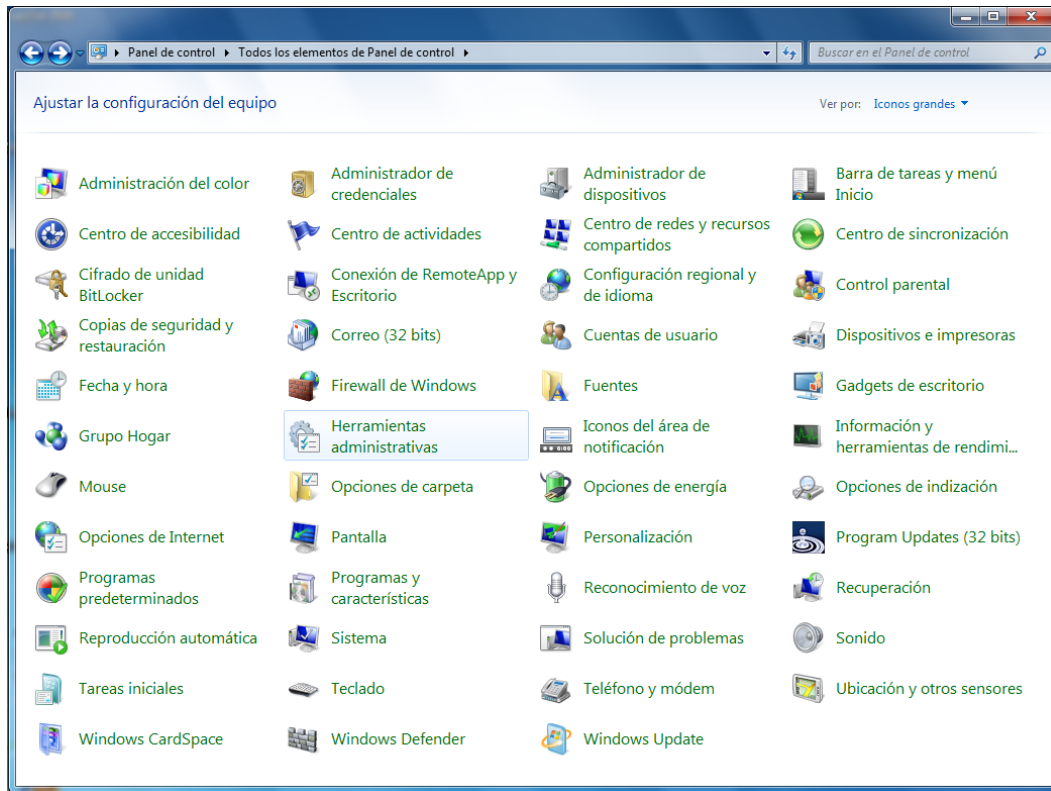 Panel de control
Todos los elementos de Panel de control
Buscar en el Panel de control
Ajustar la configuración del equipo
Ver por: Iconos grandes
Administración del color
Administrador de
credenciales
Administrador de
dispositivos
Barra de tareas y menú
Inicio
Centro de accesibilidad
Centro de actividades
Centro de redes y recursos
compartidos
Centro de sincronización
Cifrado de unidad
BitLocker
Conexión de RemoteApp y
Escritorio
Configuración regional y
de idioma
Control parental
Copias de seguridad y
restauración
Correo (32 bits)
Cuentas de usuario
Dispositivos e impresoras
Fecha y hora
Firewall de Windows
Fuentes
Gadgets de escritorio
Grupo Hogar
Herramientas
administrativas
Iconos del área de
notificación
Información y
herramientas de rendimi...
Mouse
Opciones de carpeta
Opciones de energía
Opciones de indización
Opciones de Internet
Pantalla
Personalización
Program Updates (32 bits)
Programas
predeterminados
Programas y
características
Reconocimiento de voz
Recuperación
Reproducción automática
Sistema
Solución de problemas
Sonido
Tareas iniciales
Teclado
Teléfono y módem
Ubicación y otros sensores
Windows CardSpace
Windows Defender
Windows Update